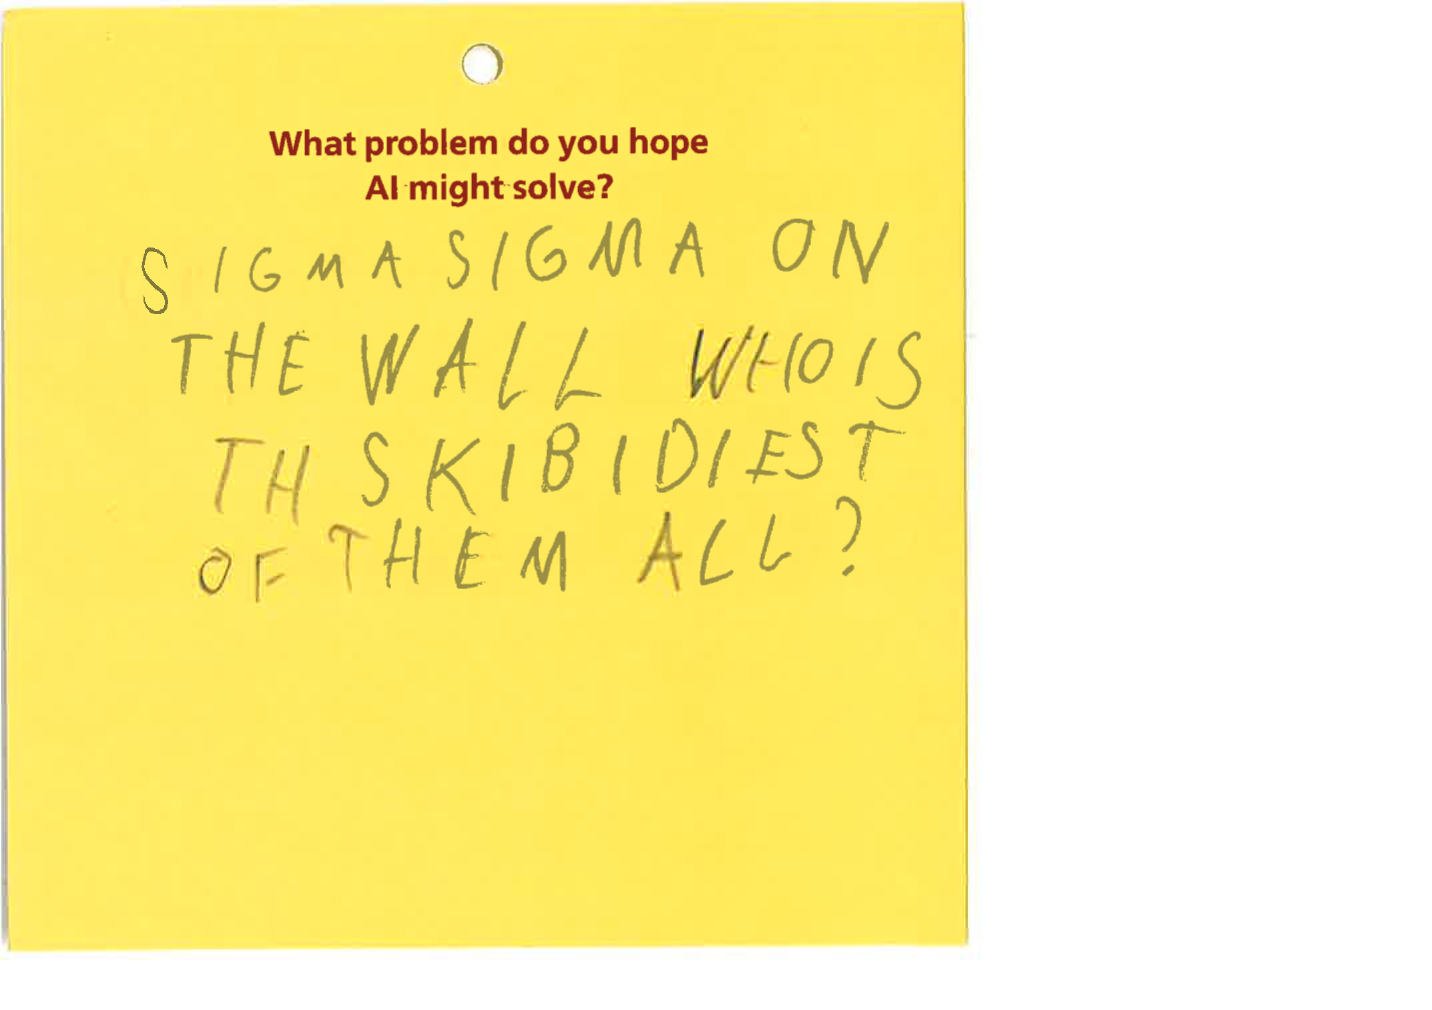 What problem do you hope
AI might solve?
SIGMA SIGMA ON
THE WALL WHO IS
TH SKIBIDIEST
OF THEM ALL?